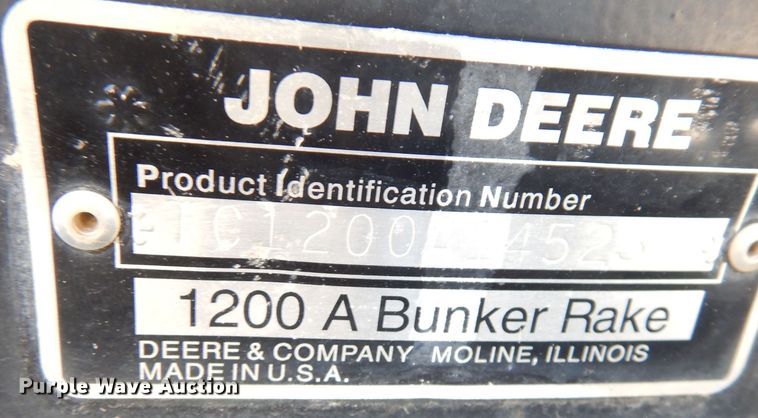 JOHN DEERE
Product Identification Number
1200 A Bunker Rake
DEERE & COMPANY MOLINE, ILLINOIS
MADE IN U.S.A.
Purple Wave Auction